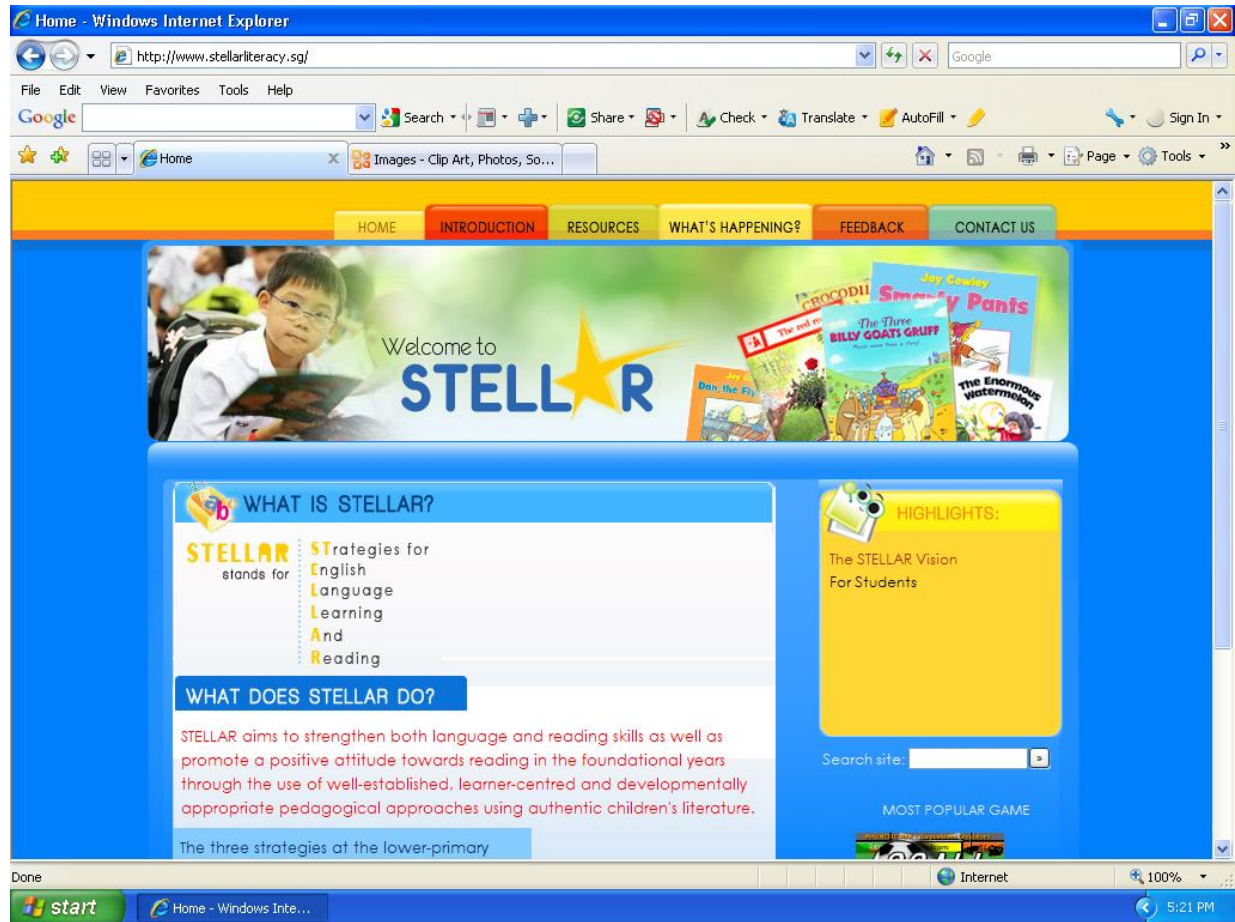 Home - Windows Internet Explorer
http://www.stellarliteracy.sg/
Google
File Edit View Favorites Tools Help
Google Search Share Check Translate AutoFill Sign In
Home Images - Clip Art, Photos, So... Page Tools
HOME INTRODUCTION RESOURCES WHAT'S HAPPENING? FEEDBACK CONTACT US
Welcome to
STELLAR
CROCODIL
Joy Cowley
Smarty Pants
The red
The Three
BILLY GOATS GRUFF
Dan, the Fly
The Enormous
Watermelon
ab WHAT IS STELLAR?
STELLAR
stands for
STrategies for
English
Language
Learning
And
Reading
WHAT DOES STELLAR DO?
STELLAR aims to strengthen both language and reading skills as well as
promote a positive attitude towards reading in the foundational years
through the use of well-established, learner-centred and developmentally
appropriate pedagogical approaches using authentic children's literature.
The three strategies at the lower-primary
HIGHLIGHTS:
The STELLAR Vision
For Students
Search site:
MOST POPULAR GAME
Done Internet 100%
start Home - Windows Inte... 5:21 PM